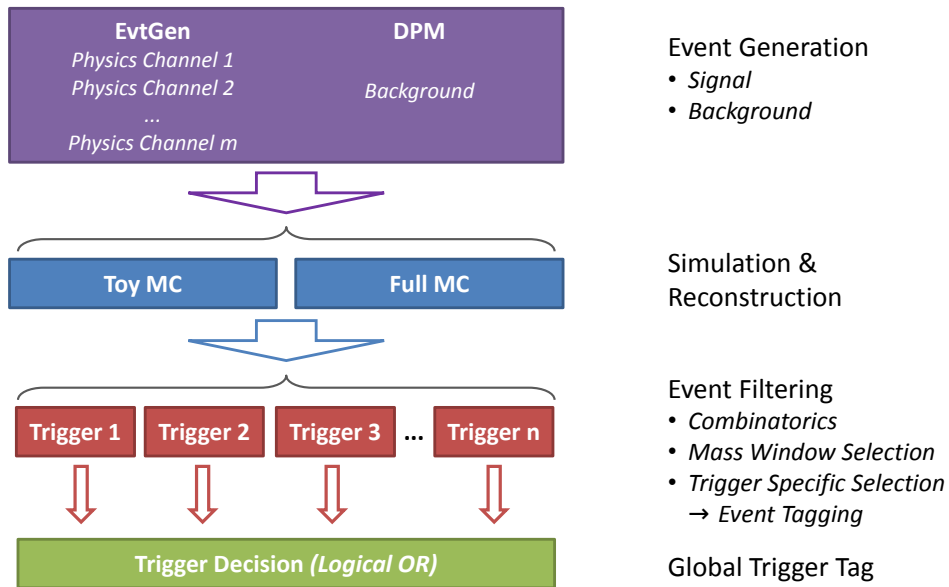 EvtGen
Physics Channel 1
Physics Channel 2
...
Physics Channel m
DPM
Background
Event Generation
• Signal
• Background
Toy MC
Full MC
Simulation &
Reconstruction
Trigger 1
Trigger 2
Trigger 3
...
Trigger n
Event Filtering
• Combinatorics
• Mass Window Selection
• Trigger Specific Selection
→ Event Tagging
Trigger Decision (Logical OR)
Global Trigger Tag